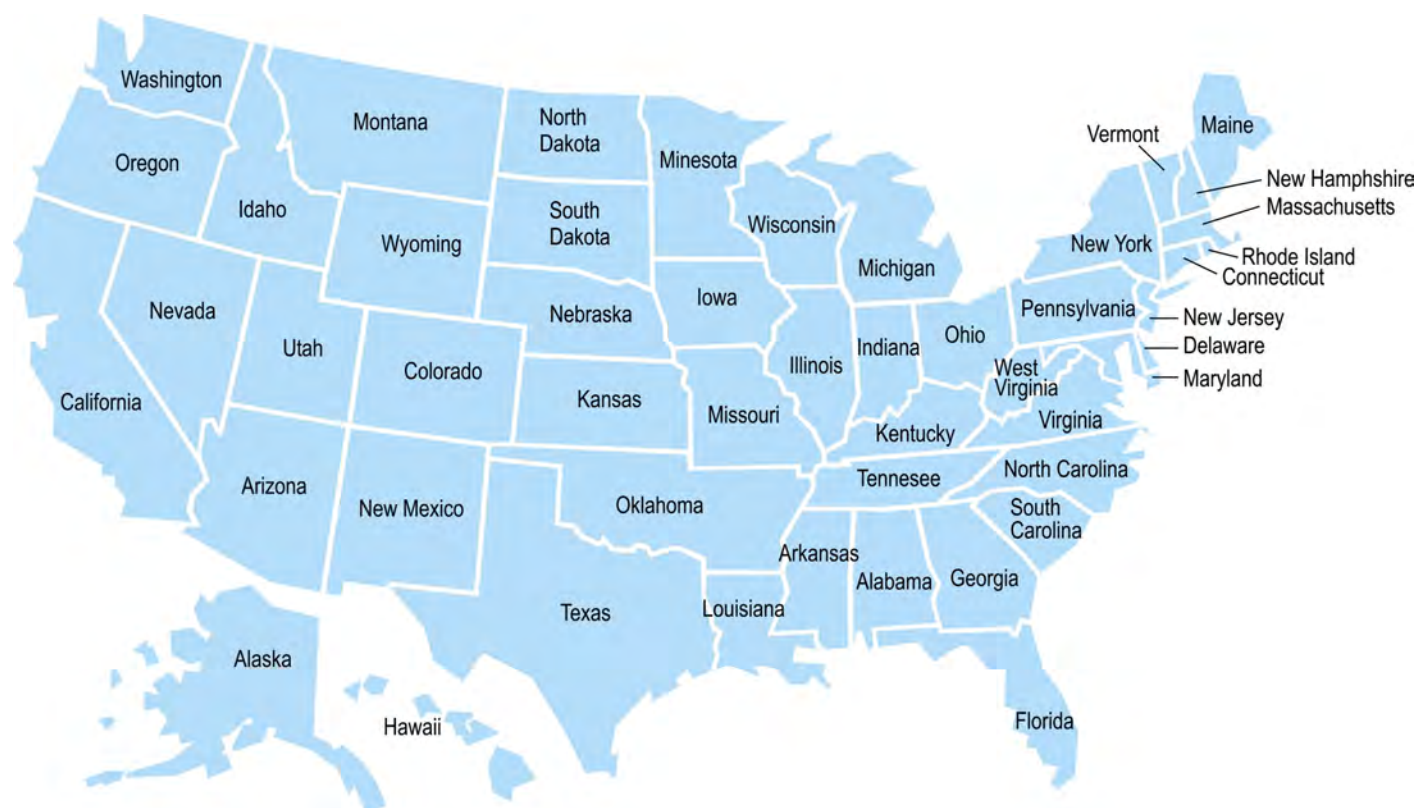 Washington
Montana
North
Dakota
Minesota
Maine
Vermont
Oregon
Idaho
Wyoming
South
Dakota
Wisconsin
Michigan
New York
New Hamphshire
Massachusetts
Rhode Island
Connecticut
Nevada
Utah
Colorado
Nebraska
Iowa
Illinois
Indiana
Ohio
Pennsylvania
New Jersey
Delaware
Maryland
California
Kansas
Missouri
West
Virginia
Kentucky
Virginia
Arizona
New Mexico
Oklahoma
Tennesee
North Carolina
South
Carolina
Arkansas
Alabama
Georgia
Texas
Louisiana
Alaska
Hawaii
Florida